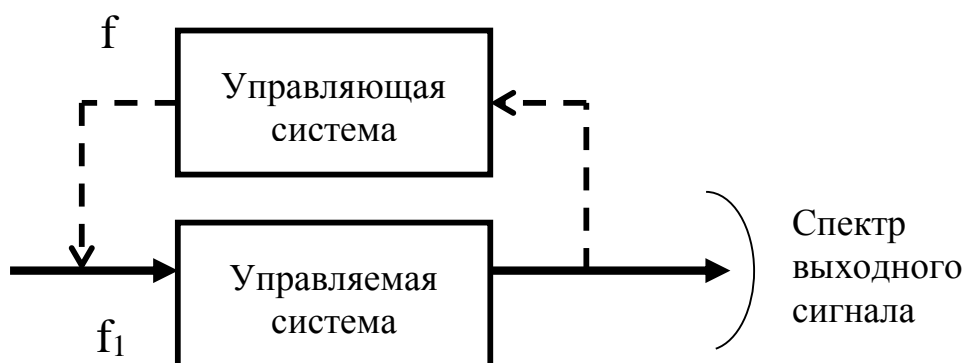 f
Управляющая
система
Спектр
выходного
сигнала
Управляемая
система
f₁